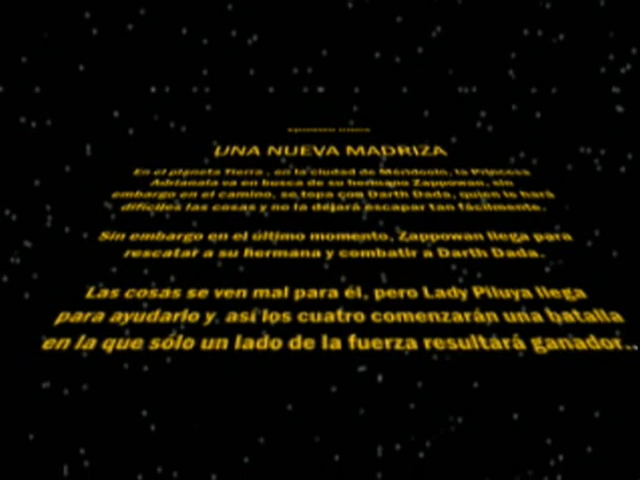 UNA NUEVA MADRIZA
En el planeta Tierra , en la ciudad de la Princesa
va en busca de su hermano Zappowan, sin
embargo en el camino, se topa con Darth Dada, quien le hará
difíciles las cosas y no la dejará escapar tan fácilmente.
Sin embargo en el último momento, Zappowan llega para
rescatar a su hermana y combatir a Darth Dada.
Las cosas se ven mal para él, pero Lady Piluya llega
para ayudarlo y así los cuatro comenzarán una batalla
en la que sólo un lado de la fuerza resultará ganador..